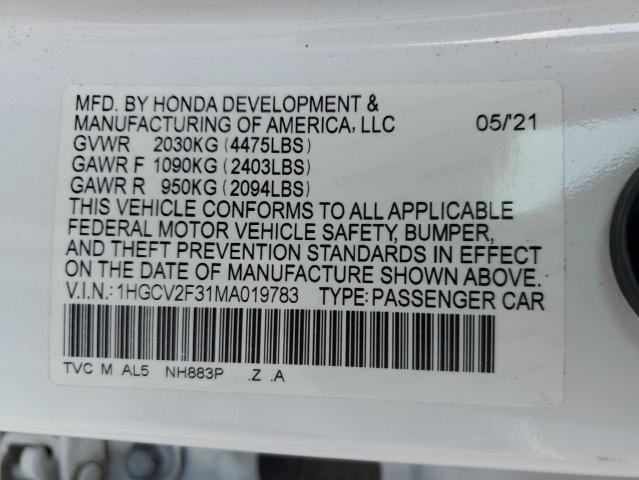 MFD. BY HONDA DEVELOPMENT &
MANUFACTURING OF AMERICA, LLC 05/'21
GVWR 2030KG (4475LBS)
GAWR F 1090KG (2403LBS)
GAWR R 950KG (2094LBS)
THIS VEHICLE CONFORMS TO ALL APPLICABLE
FEDERAL MOTOR VEHICLE SAFETY, BUMPER,
AND THEFT PREVENTION STANDARDS IN EFFECT
ON THE DATE OF MANUFACTURE SHOWN ABOVE.
V.I.N.: 1HGCV2F31MA019783 TYPE: PASSENGER CAR
TVC M AL5 NH883P .Z .A